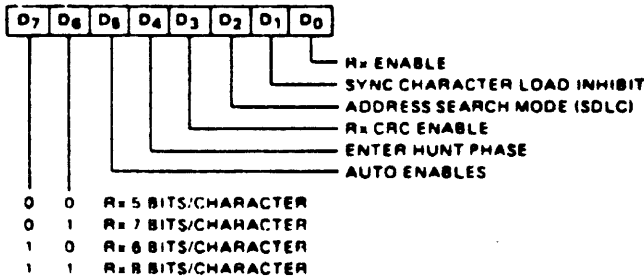 D7 D6 D5 D4 D3 D2 D1 D0
Rx ENABLE
SYNC CHARACTER LOAD INHIBIT
ADDRESS SEARCH MODE (SDLC)
Rx CRC ENABLE
ENTER HUNT PHASE
AUTO ENABLES
0 0 Rx 5 BITS/CHARACTER
0 1 Rx 7 BITS/CHARACTER
1 0 Rx 6 BITS/CHARACTER
1 1 Rx 8 BITS/CHARACTER